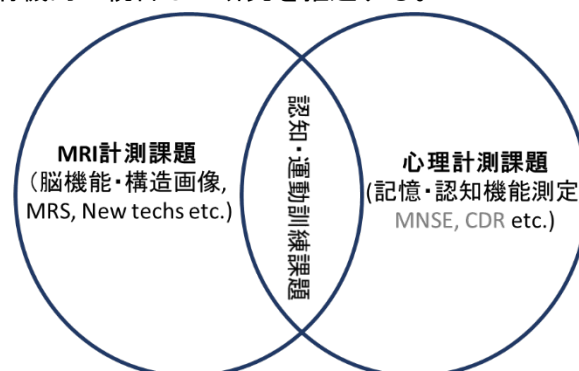 MRI計測課題
(脳機能・構造画像,
MRS, New techs etc.)
認知・運動訓練課題
心理計測課題
(記憶・認知機能測定
MNSE, CDR etc.)